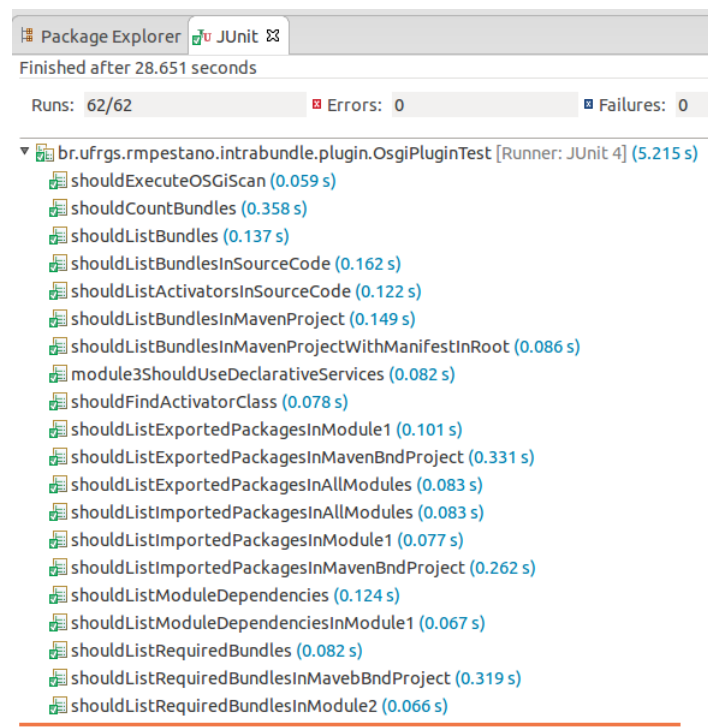 Package Explorer JUnit
Finished after 28.651 seconds
Runs: 62/62 Errors: 0 Failures: 0
br.ufrgs.rmpestano.intrabundle.plugin.OsgiPluginTest [Runner: JUnit 4] (5.215 s)
shouldExecuteOSGiScan (0.059 s)
shouldCountBundles (0.358 s)
shouldListBundles (0.137 s)
shouldListBundlesInSourceCode (0.162 s)
shouldListActivatorsInSourceCode (0.122 s)
shouldListBundlesInMavenProject (0.149 s)
shouldListBundlesInMavenProjectWithManifestInRoot (0.086 s)
module3ShouldUseDeclarativeServices (0.082 s)
shouldFindActivatorClass (0.078 s)
shouldListExportedPackagesInModule1 (0.101 s)
shouldListExportedPackagesInMavenBndProject (0.331 s)
shouldListExportedPackagesInAllModules (0.083 s)
shouldListImportedPackagesInAllModules (0.083 s)
shouldListImportedPackagesInModule1 (0.077 s)
shouldListImportedPackagesInMavenBndProject (0.262 s)
shouldListModuleDependencies (0.124 s)
shouldListModuleDependenciesInModule1 (0.067 s)
shouldListRequiredBundles (0.082 s)
shouldListRequiredBundlesInMavebBndProject (0.319 s)
shouldListRequiredBundlesInModule2 (0.066 s)